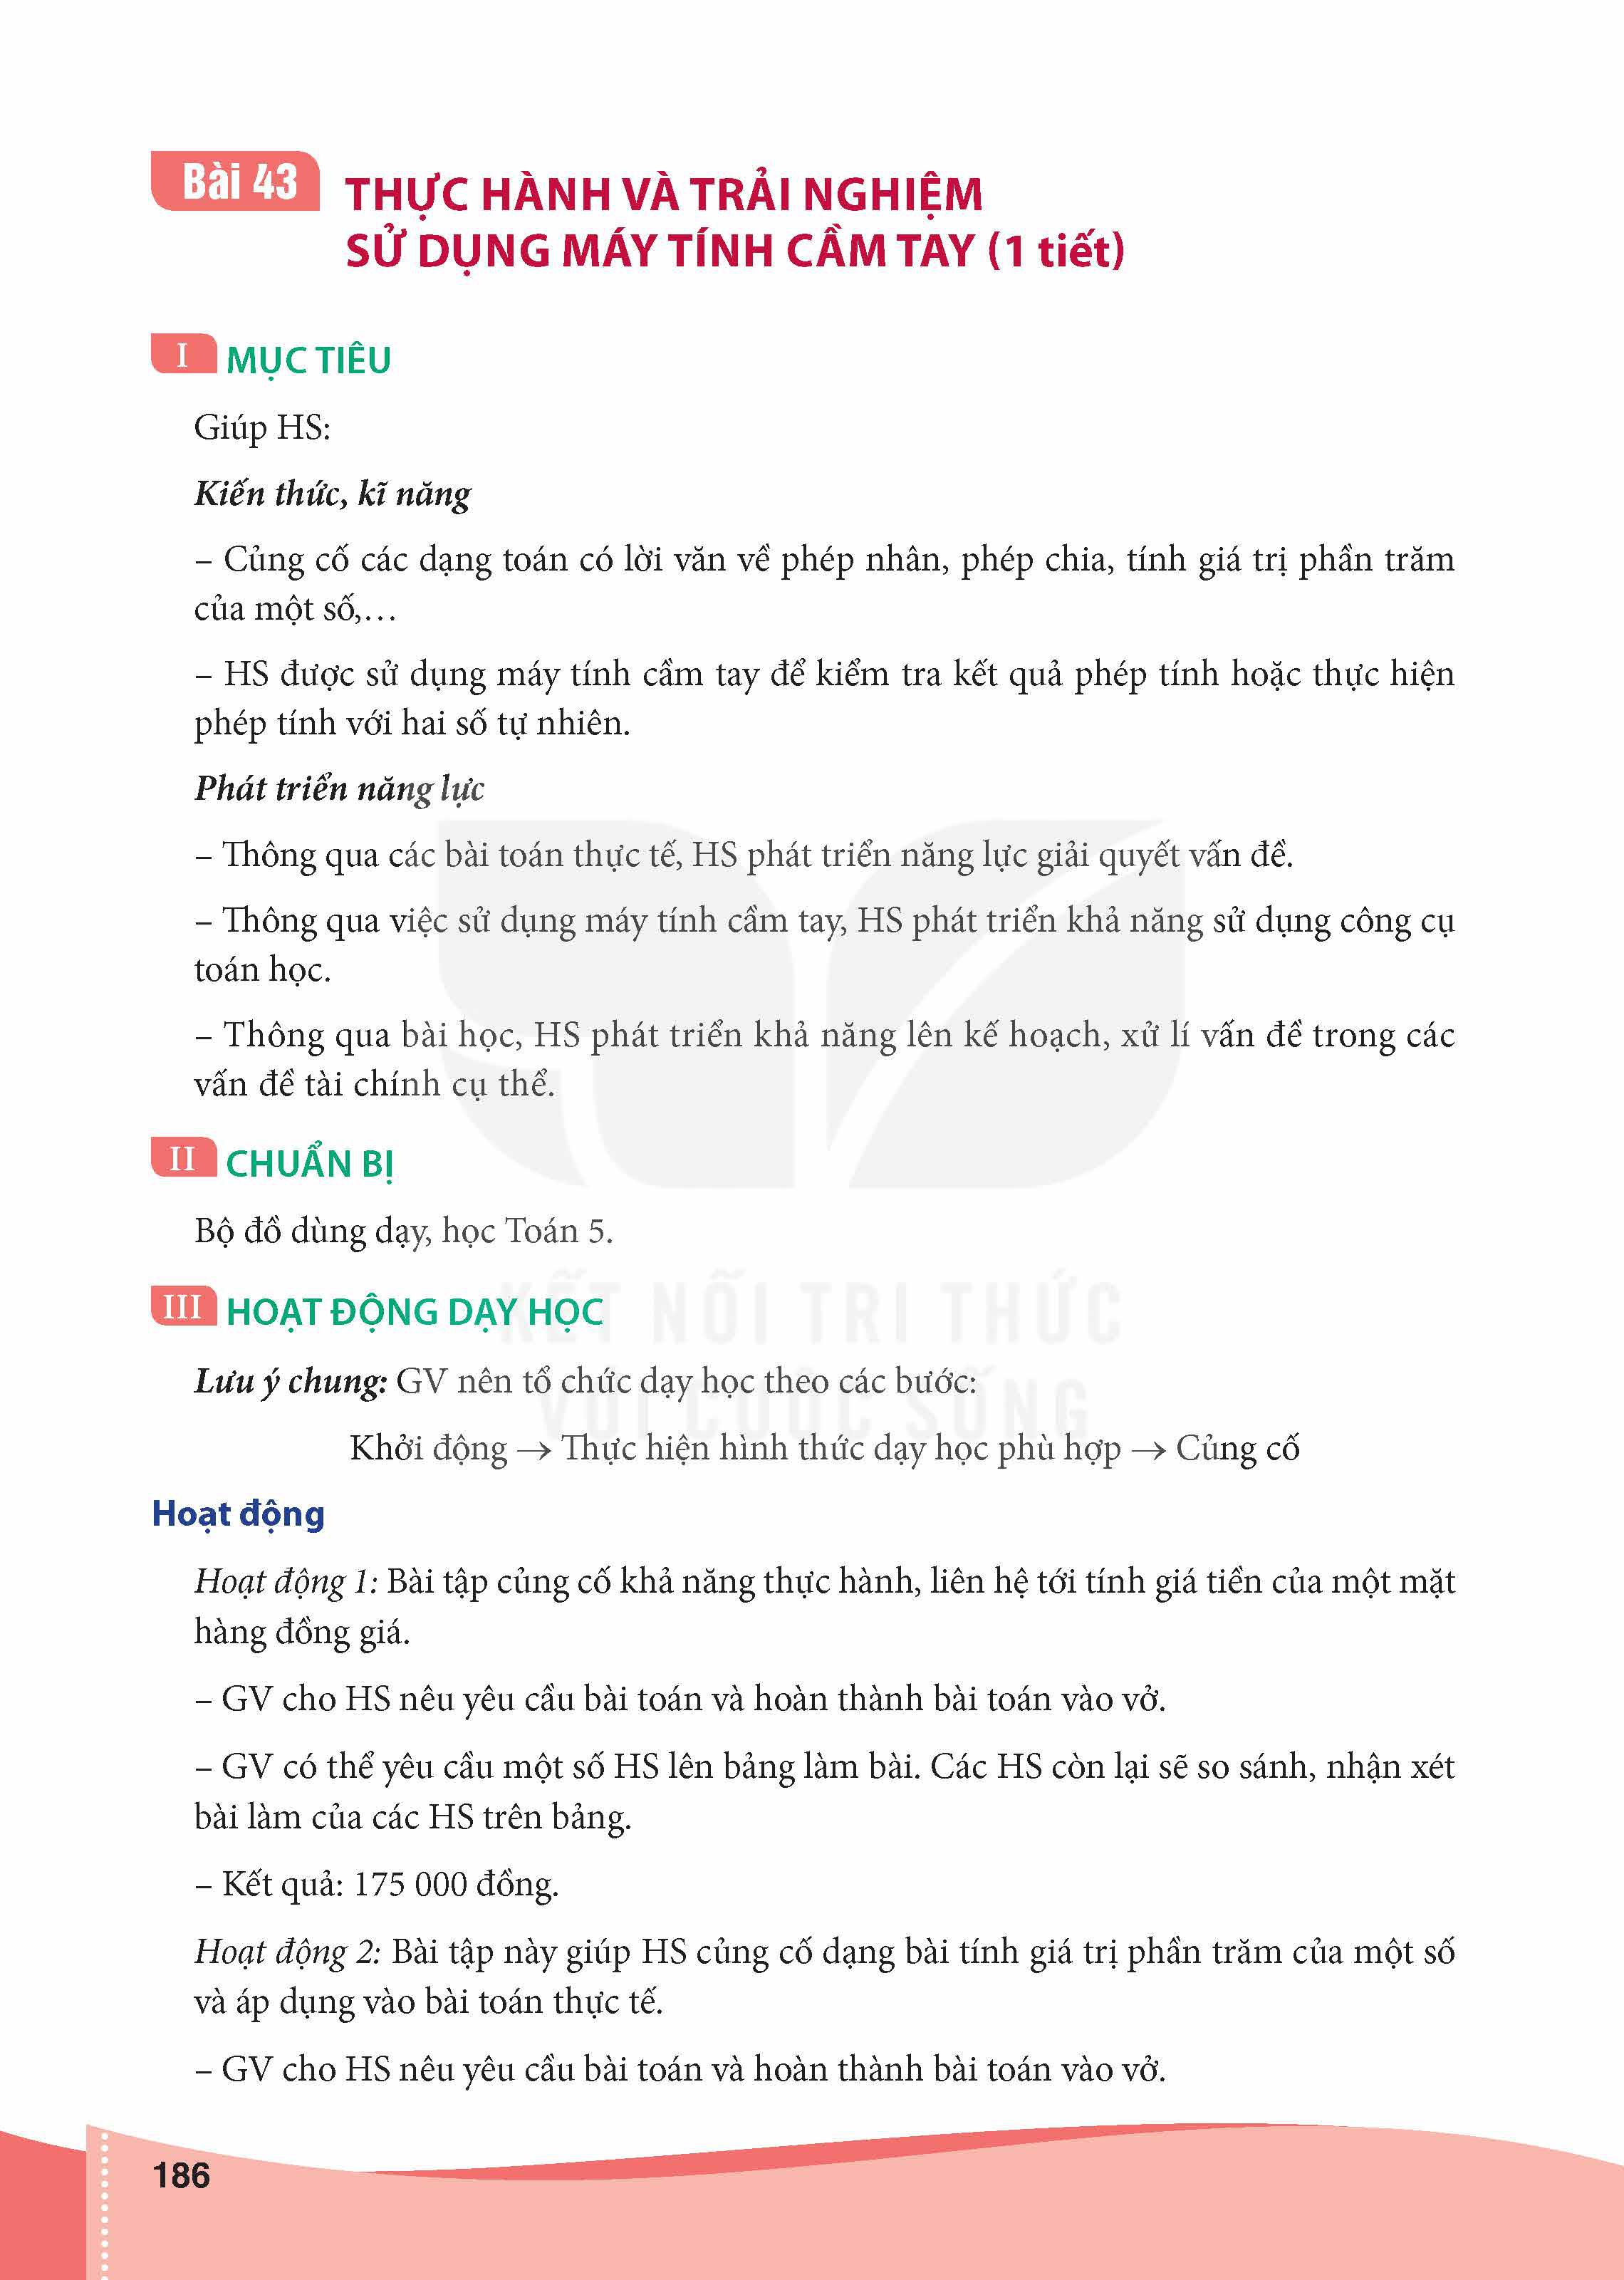 Bài 43
THỰC HÀNH VÀ TRẢI NGHIỆM
SỬ DỤNG MÁY TÍNH CẦM TAY (1 tiết)
I MỤC TIÊU
Giúp HS:
Kiến thức, kĩ năng
– Củng cố các dạng toán có lời văn về phép nhân, phép chia, tính giá trị phần trăm
của một số,…
– HS được sử dụng máy tính cầm tay để kiểm tra kết quả phép tính hoặc thực hiện
phép tính với hai số tự nhiên.
Phát triển năng lực
– Thông qua các bài toán thực tế, HS phát triển năng lực giải quyết vấn đề.
– Thông qua việc sử dụng máy tính cầm tay, HS phát triển khả năng sử dụng công cụ
toán học.
– Thông qua bài học, HS phát triển khả năng lên kế hoạch, xử lí vấn đề trong các
vấn đề tài chính cụ thể.
II CHUẨN BỊ
Bộ đồ dùng dạy, học Toán 5.
KẾT NỐI TRI THỨC
III HOẠT ĐỘNG DẠY HỌC
Lưu ý chung: GV nên tổ chức dạy học theo các bước:
VỚI CUỘC SỐNG
Khởi động → Thực hiện hình thức dạy học phù hợp → Củng cố
Hoạt động
Hoạt động 1: Bài tập củng cố khả năng thực hành, liên hệ tới tính giá tiền của một mặt
hàng đồng giá.
– GV cho HS nêu yêu cầu bài toán và hoàn thành bài toán vào vở.
– GV có thể yêu cầu một số HS lên bảng làm bài. Các HS còn lại sẽ so sánh, nhận xét
bài làm của các HS trên bảng.
– Kết quả: 175 000 đồng.
Hoạt động 2: Bài tập này giúp HS củng cố dạng bài tính giá trị phần trăm của một số
và áp dụng vào bài toán thực tế.
– GV cho HS nêu yêu cầu bài toán và hoàn thành bài toán vào vở.
186